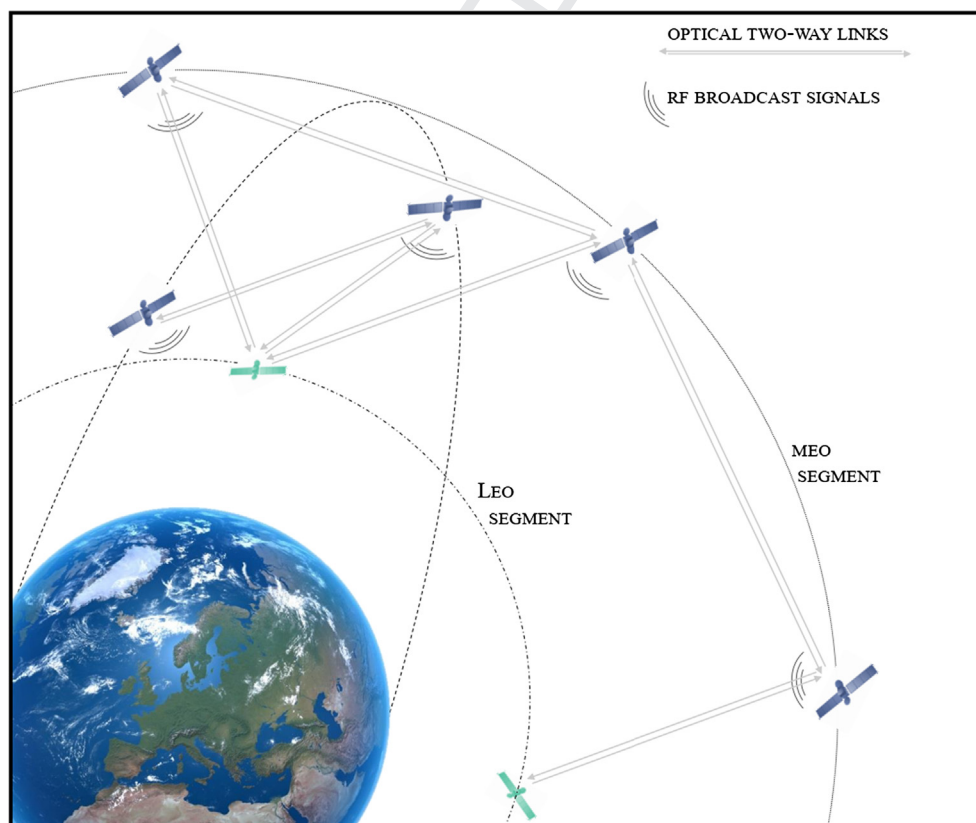 OPTICAL TWO-WAY LINKS
RF BROADCAST SIGNALS
MEO
SEGMENT
LEO
SEGMENT